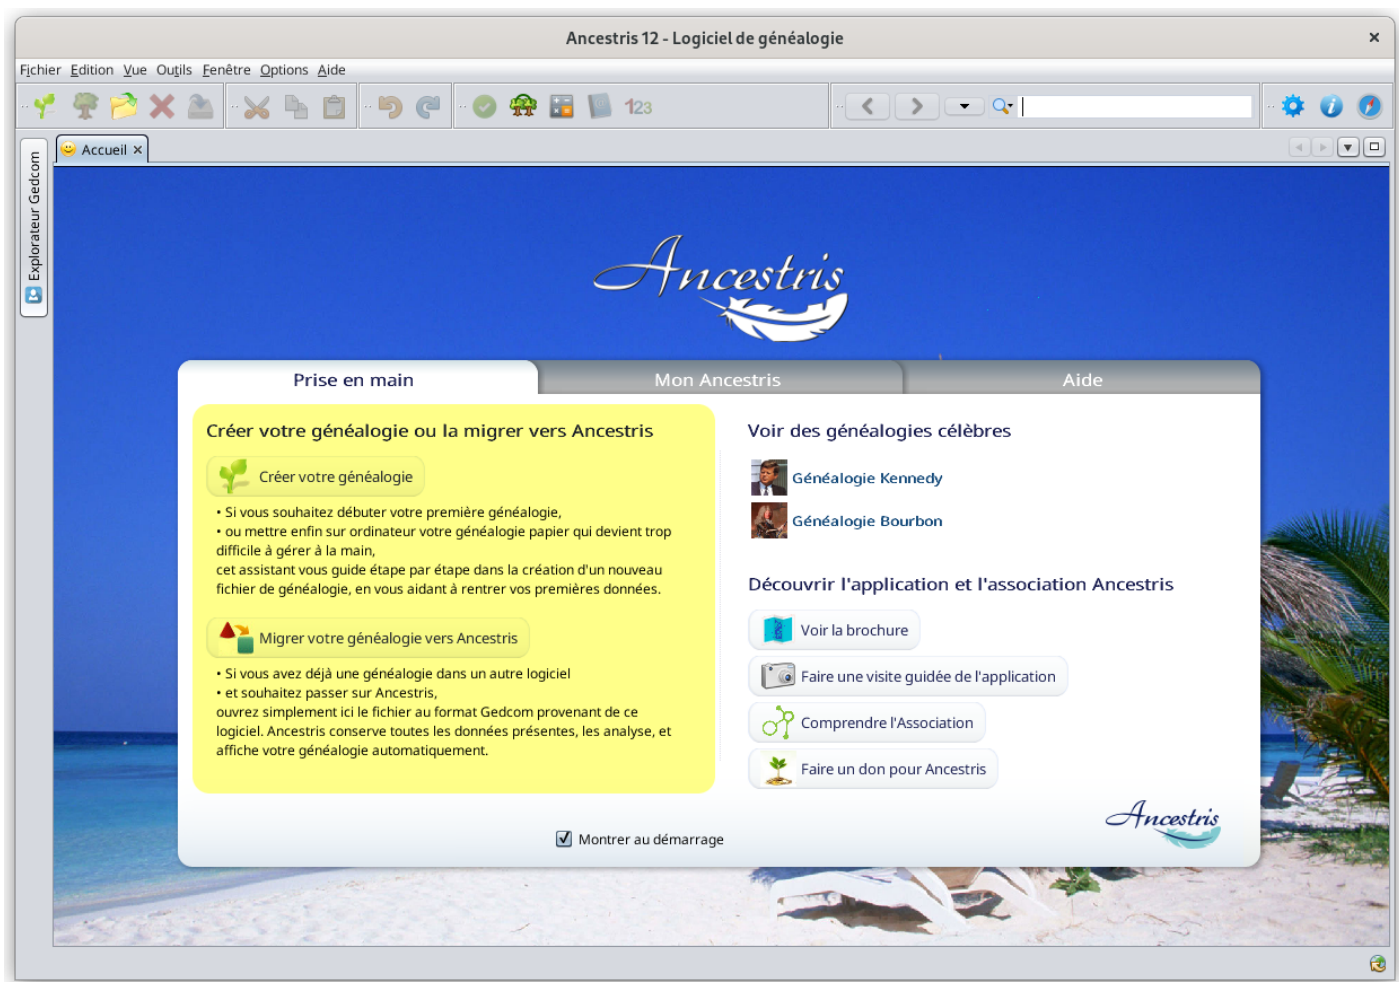 Ancestris 12 - Logiciel de généalogie
Fichier Edition Vue Outils Fenêtre Options Aide
123
Explorateur Gedcom
Accueil
Ancestris
Prise en main
Mon Ancestris
Aide
Créer votre généalogie ou la migrer vers Ancestris
Créer votre généalogie
• Si vous souhaitez débuter votre première généalogie,
• ou mettre enfin sur ordinateur votre généalogie papier qui devient trop
difficile à gérer à la main,
cet assistant vous guide étape par étape dans la création d'un nouveau
fichier de généalogie, en vous aidant à rentrer vos premières données.
Migrer votre généalogie vers Ancestris
• Si vous avez déjà une généalogie dans un autre logiciel
• et souhaitez passer sur Ancestris,
ouvrez simplement ici le fichier au format Gedcom provenant de ce
logiciel. Ancestris conserve toutes les données présentes, les analyse, et
affiche votre généalogie automatiquement.
Voir des généalogies célèbres
Généalogie Kennedy
Généalogie Bourbon
Découvrir l'application et l'association Ancestris
Voir la brochure
Faire une visite guidée de l'application
Comprendre l'Association
Faire un don pour Ancestris
Ancestris
Montrer au démarrage